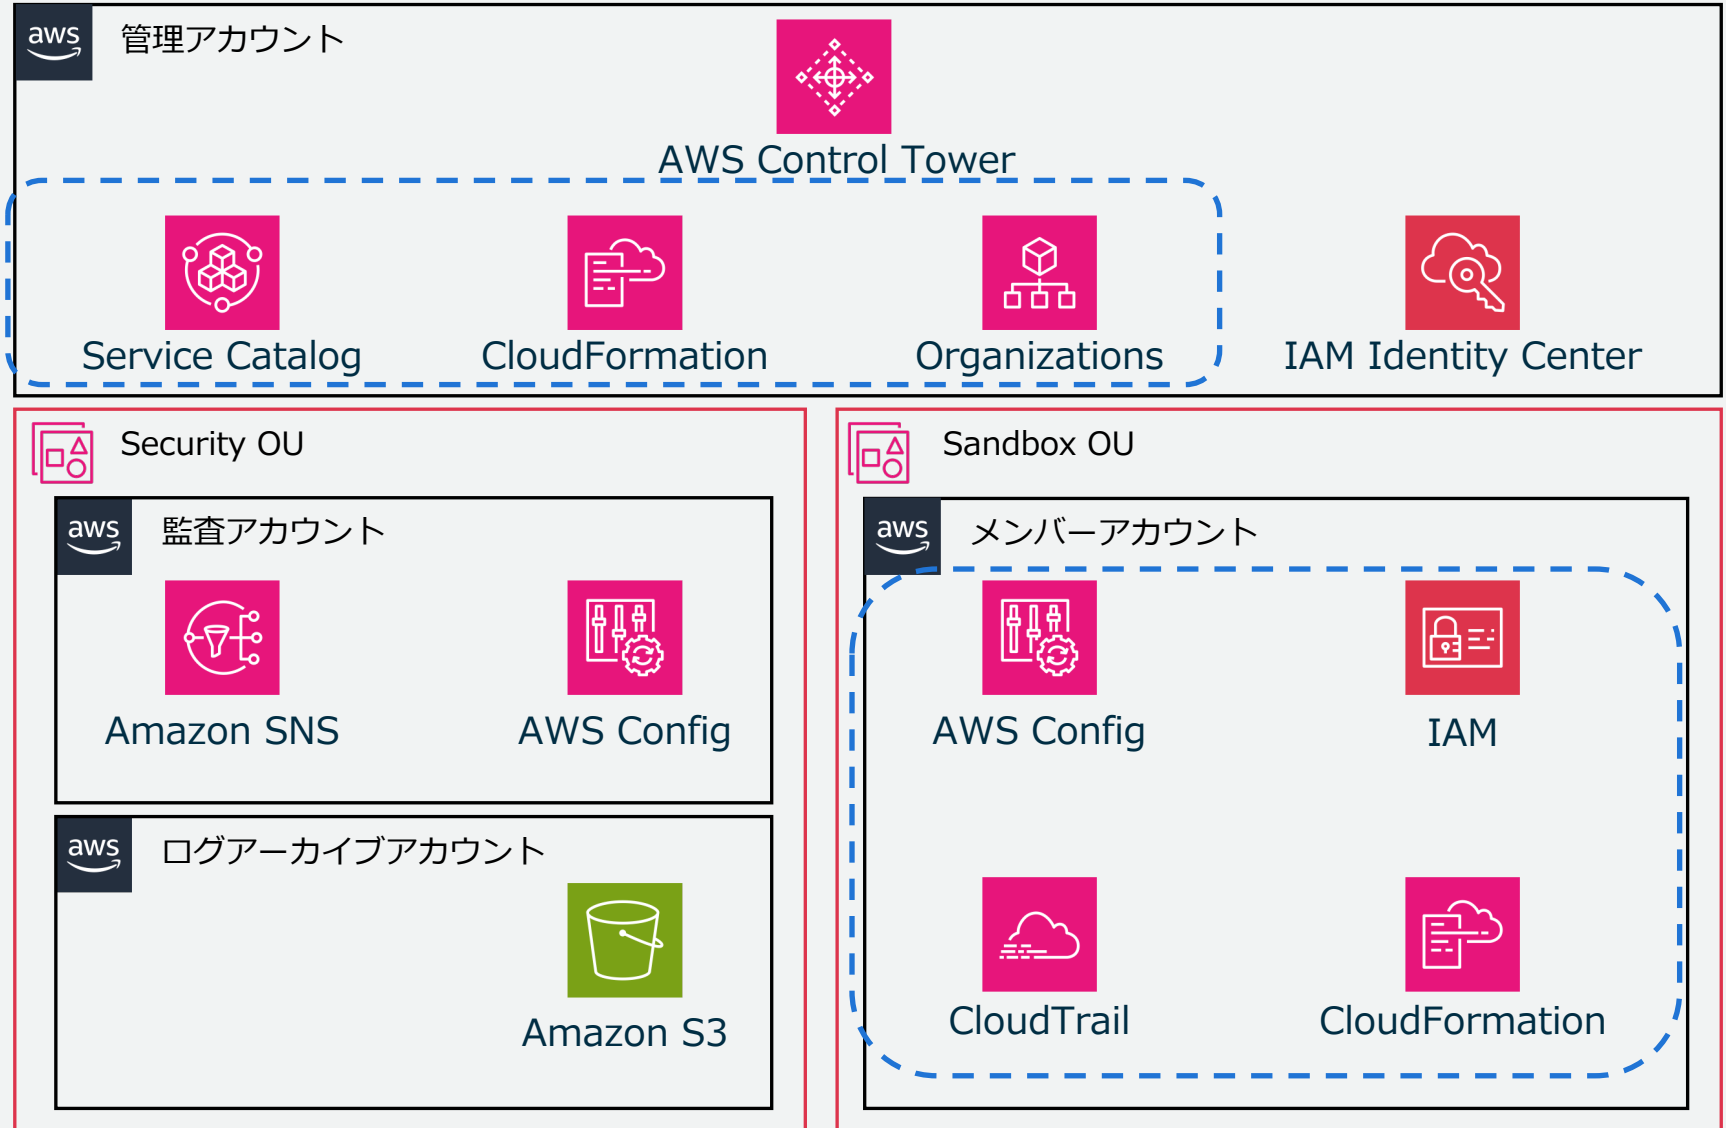 aws
管理アカウント
AWS Control Tower
Service Catalog
CloudFormation
Organizations
IAM Identity Center
Security OU
aws
監査アカウント
Amazon SNS
AWS Config
aws
ログアーカイブアカウント
Amazon S3
Sandbox OU
aws
メンバーアカウント
AWS Config
IAM
CloudTrail
CloudFormation